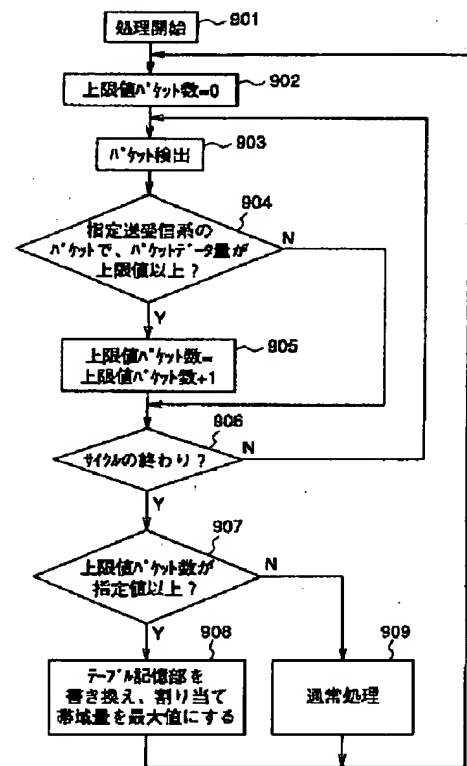 処理開始
901
上限値パケット数=0
902
パケット検出
903
904
指定送受信系の
パケットで、パケットデータ量が
上限値以上？
N
Y
上限値パケット数=
上限値パケット数+1
905
906
サイクルの終わり？
N
Y
907
上限値パケット数が
指定値以上？
N
Y
908
テーブル記憶部を
書き換え、割り当て
帯域量を最大値にする
909
通常処理